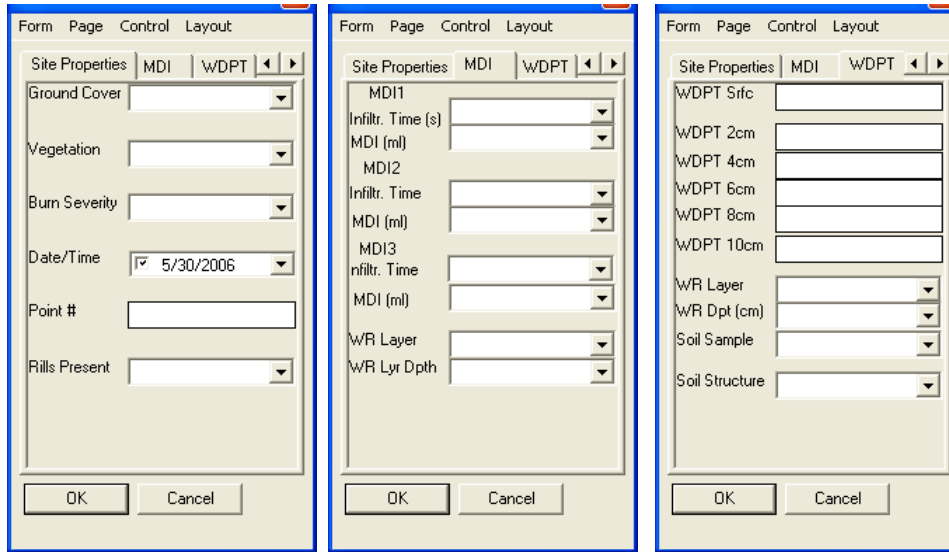 Form Page Control Layout
Site Properties MDI WDPT
Ground Cover
Vegetation
Burn Severity
Date/Time 5/30/2006
Point #
Rills Present
OK Cancel
Form Page Control Layout
Site Properties MDI WDPT
MDI1
Infiltr. Time (s)
MDI (ml)
MDI2
Infiltr. Time
MDI (ml)
MDI3
nfiltr. Time
MDI (ml)
WR Layer
WR Lyr Dpth
OK Cancel
Form Page Control Layout
Site Properties MDI WDPT
WDPT Srfc
WDPT 2cm
WDPT 4cm
WDPT 6cm
WDPT 8cm
WDPT 10cm
WR Layer
WR Dpt (cm)
Soil Sample
Soil Structure
OK Cancel